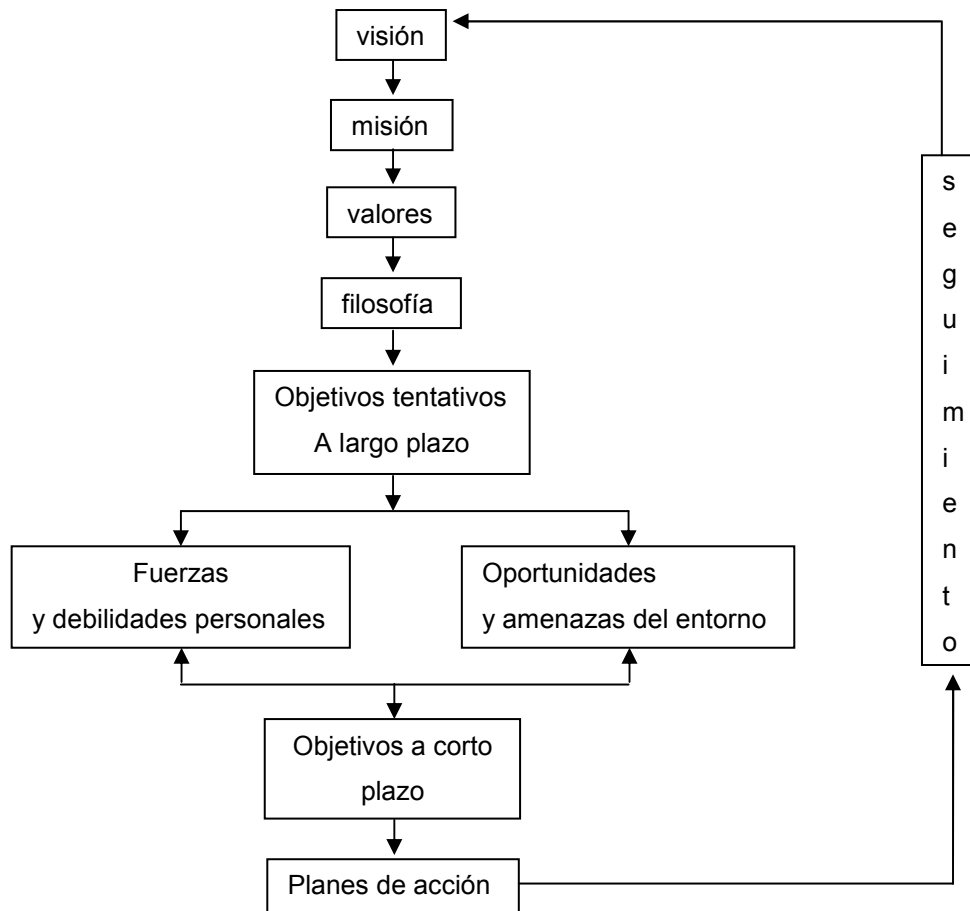 visión
misión
valores
filosofía
Objetivos tentativos
A largo plazo
Fuerzas
y debilidades personales
Oportunidades
y amenazas del entorno
Objetivos a corto
plazo
Planes de acción
s
e
g
u
i
m
i
e
n
t
o